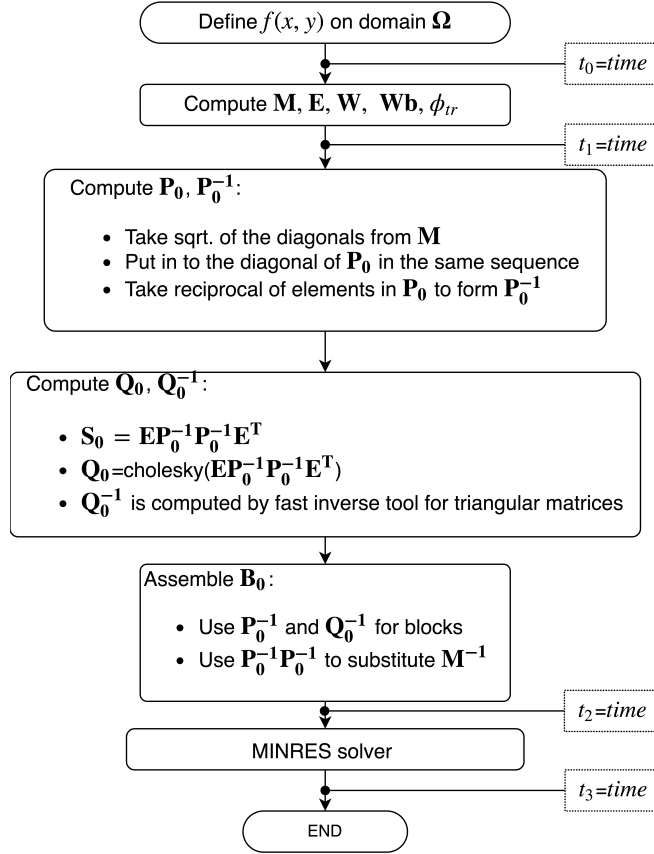 Define f(x, y) on domain Ω
t₀=time
Compute M, E, W, Wb, ϕ_tr
t₁=time
Compute P₀, P₀⁻¹:
• Take sqrt. of the diagonals from M
• Put in to the diagonal of P₀ in the same sequence
• Take reciprocal of elements in P₀ to form P₀⁻¹
Compute Q₀, Q₀⁻¹:
• S₀ = EP₀⁻¹P₀⁻¹Eᵀ
• Q₀=cholesky(EP₀⁻¹P₀⁻¹Eᵀ)
• Q₀⁻¹ is computed by fast inverse tool for triangular matrices
Assemble B₀:
• Use P₀⁻¹ and Q₀⁻¹ for blocks
• Use P₀⁻¹P₀⁻¹ to substitute M⁻¹
t₂=time
MINRES solver
t₃=time
END